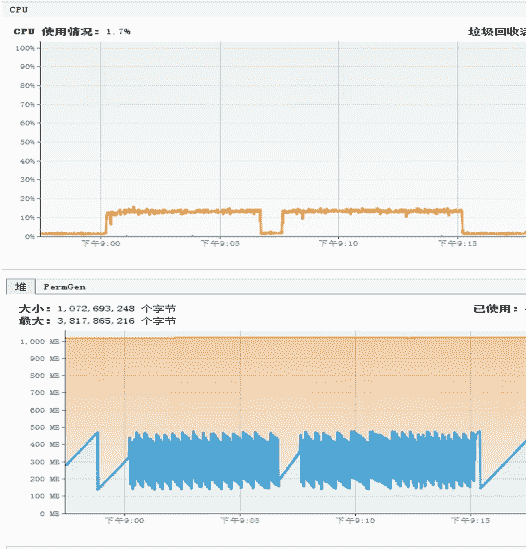 CPU
CPU 使用情况: 1.7%
垃圾回收
100%
90%
80%
70%
60%
50%
40%
30%
20%
10%
0%
下午9:00 下午9:05 下午9:10 下午9:15
堆 PermGen
大小: 1,072,693,248 个字节
已使用:
最大: 3,817,865,216 个字节
1,000 MB
900 MB
800 MB
700 MB
600 MB
500 MB
400 MB
300 MB
200 MB
100 MB
0 MB
下午9:00 下午9:05 下午9:10 下午9:15